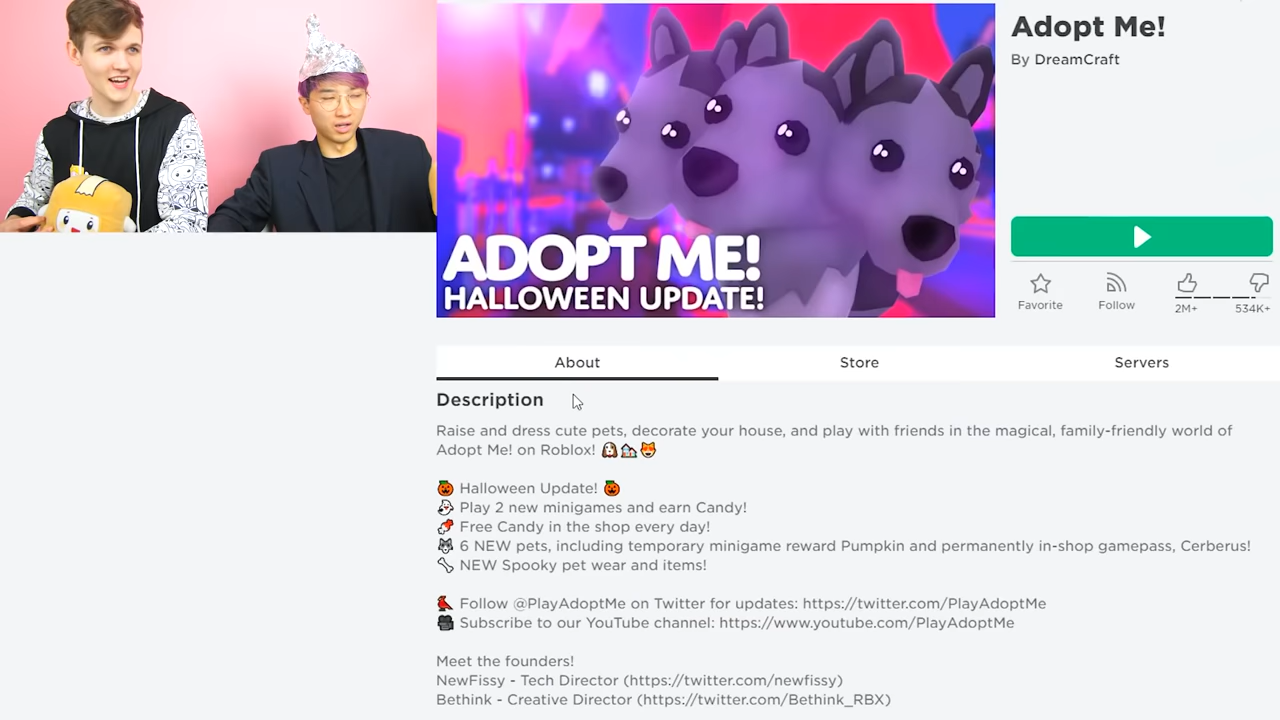 ADOPT ME!
HALLOWEEN UPDATE!
Adopt Me!
By DreamCraft
Favorite
Follow
2M+
534K+
About
Store
Servers
Description
Raise and dress cute pets, decorate your house, and play with friends in the magical, family-friendly world of
Adopt Me! on Roblox! 🐶🏡😻
🎃 Halloween Update! 🎃
👻 Play 2 new minigames and earn Candy!
🍬 Free Candy in the shop every day!
🐺 6 NEW pets, including temporary minigame reward Pumpkin and permanently in-shop gamepass, Cerberus!
🦴 NEW Spooky pet wear and items!
🐦 Follow @PlayAdoptMe on Twitter for updates: https://twitter.com/PlayAdoptMe
🎥 Subscribe to our YouTube channel: https://www.youtube.com/PlayAdoptMe
Meet the founders!
NewFissy - Tech Director (https://twitter.com/newfissy)
Bethink - Creative Director (https://twitter.com/Bethink_RBX)